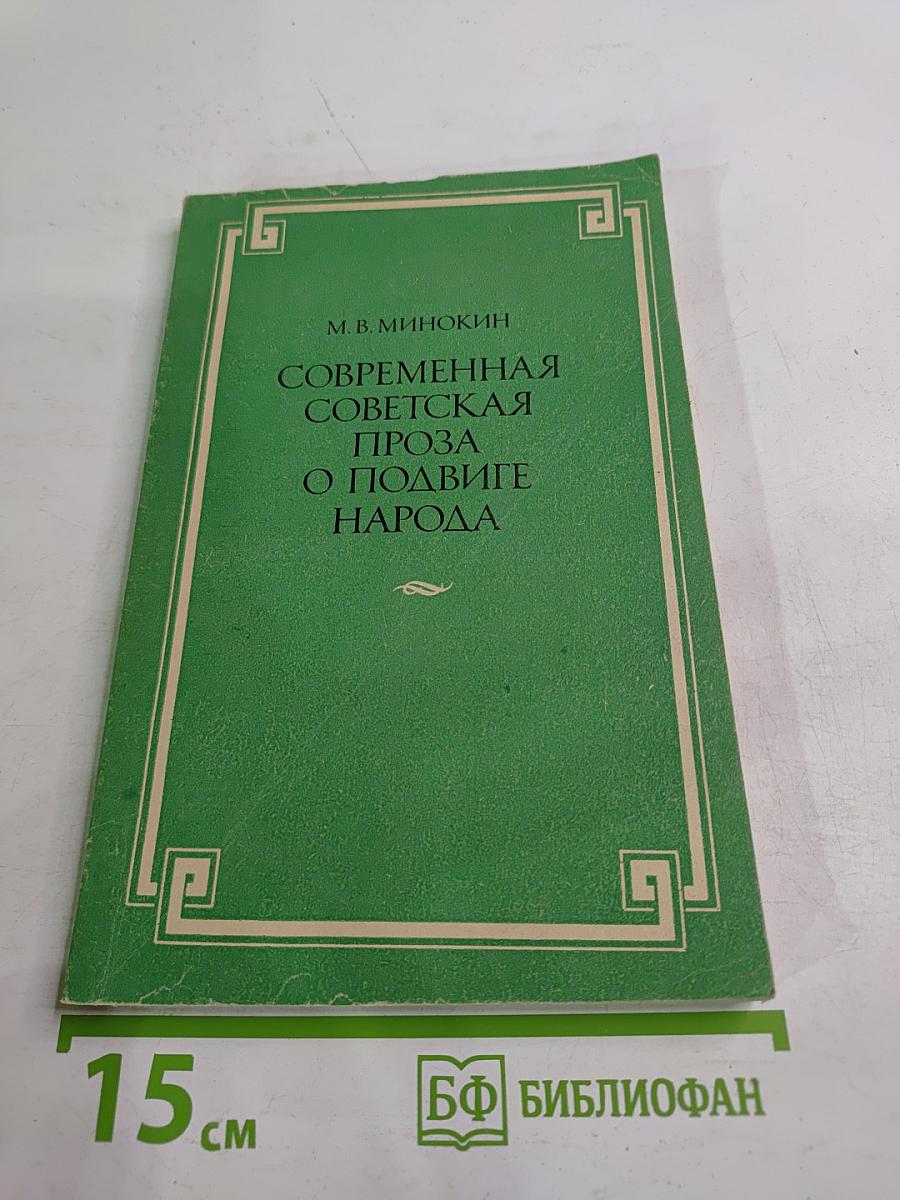 М. В. МИНОКИН
СОВРЕМЕННАЯ
СОВЕТСКАЯ
ПРОЗА
О ПОДВИГЕ
НАРОДА
15 см
БФ БИБЛИОФАН